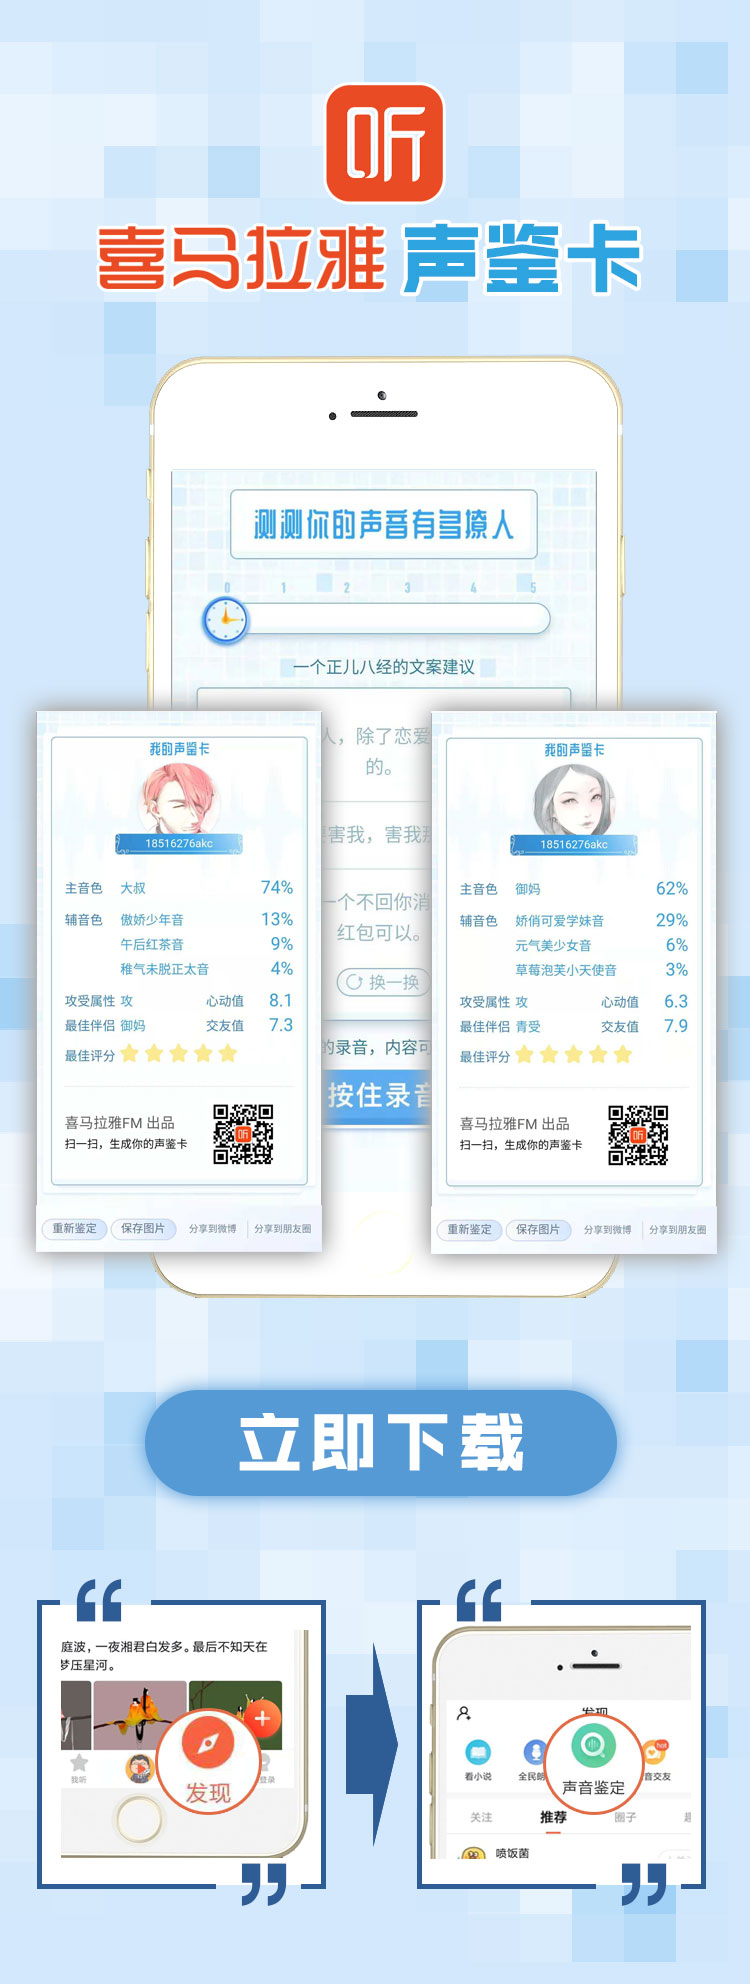 听
喜马拉雅 声鉴卡
测测你的声音有多撩人
0 1 2 3 4 5
一个正儿八经的文案建议
人，除了恋爱
的。
害我，害我
一个不回你消
红包可以。
换一换
的录音，内容可
按住录音
我的声鉴卡
18516276akc
主音色 大叔 74%
辅音色 傲娇少年音 13%
午后红茶音 9%
稚气未脱正太音 4%
攻受属性 攻 心动值 8.1
最佳伴侣 御妈 交友值 7.3
最佳评分
喜马拉雅FM 出品
扫一扫，生成你的声鉴卡
听
重新鉴定 保存图片 分享到微博 分享到朋友圈
我的声鉴卡
18516276akc
主音色 御妈 62%
辅音色 娇俏可爱学妹音 29%
元气美少女音 6%
草莓泡芙小天使音 3%
攻受属性 攻 心动值 6.3
最佳伴侣 青受 交友值 7.9
最佳评分
喜马拉雅FM 出品
扫一扫，生成你的声鉴卡
听
重新鉴定 保存图片 分享到微博 分享到朋友圈
立即下载
庭波，一夜湘君白发多。最后不知天在
梦压星河。
我听 发现 登录
发现
看小说 全民朗 声音鉴定 音交友
hot
关注 推荐 圈子
喷饭菌